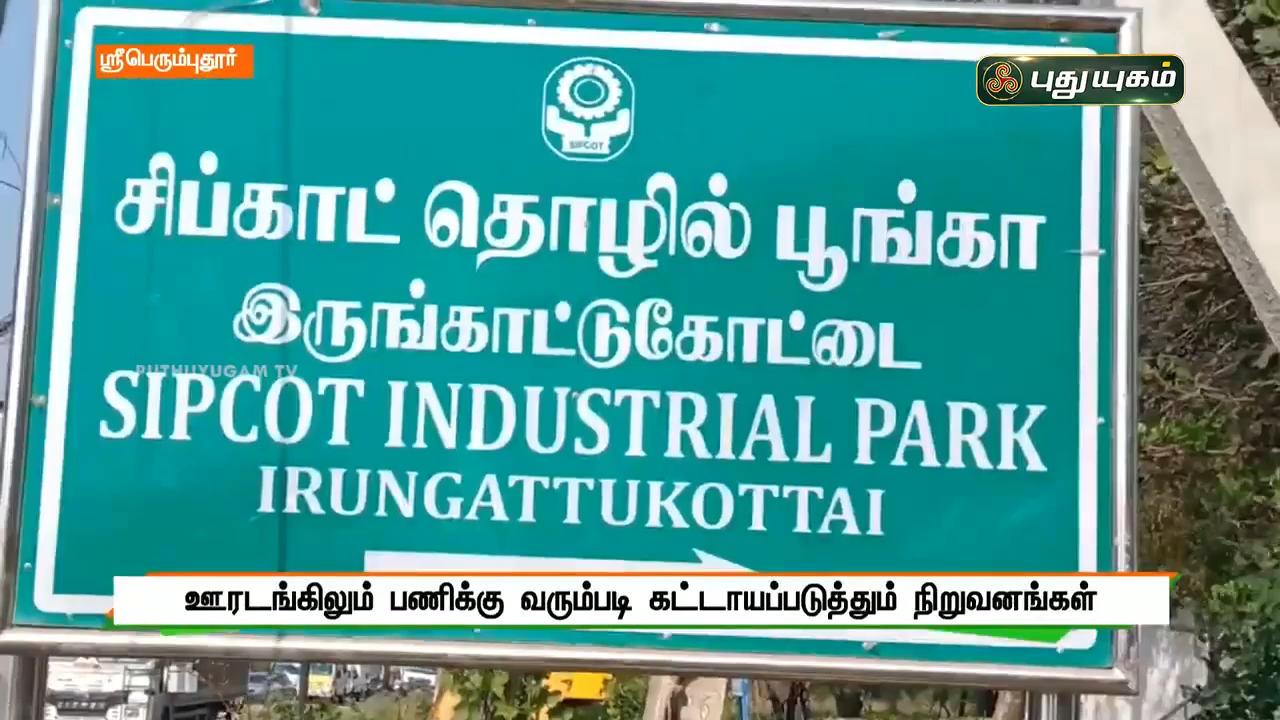 ஸ்ரீபெரும்புதூர்
புதுயுகம்
SIPCOT
சிப்காட் தொழில் பூங்கா
இருங்காட்டுகோட்டை
PUTHUYUGAM TV
SIPCOT INDUSTRIAL PARK
IRUNGATTUKOTTAI
ஊரடங்கிலும் பணிக்கு வரும்படி கட்டாயப்படுத்தும் நிறுவனங்கள்